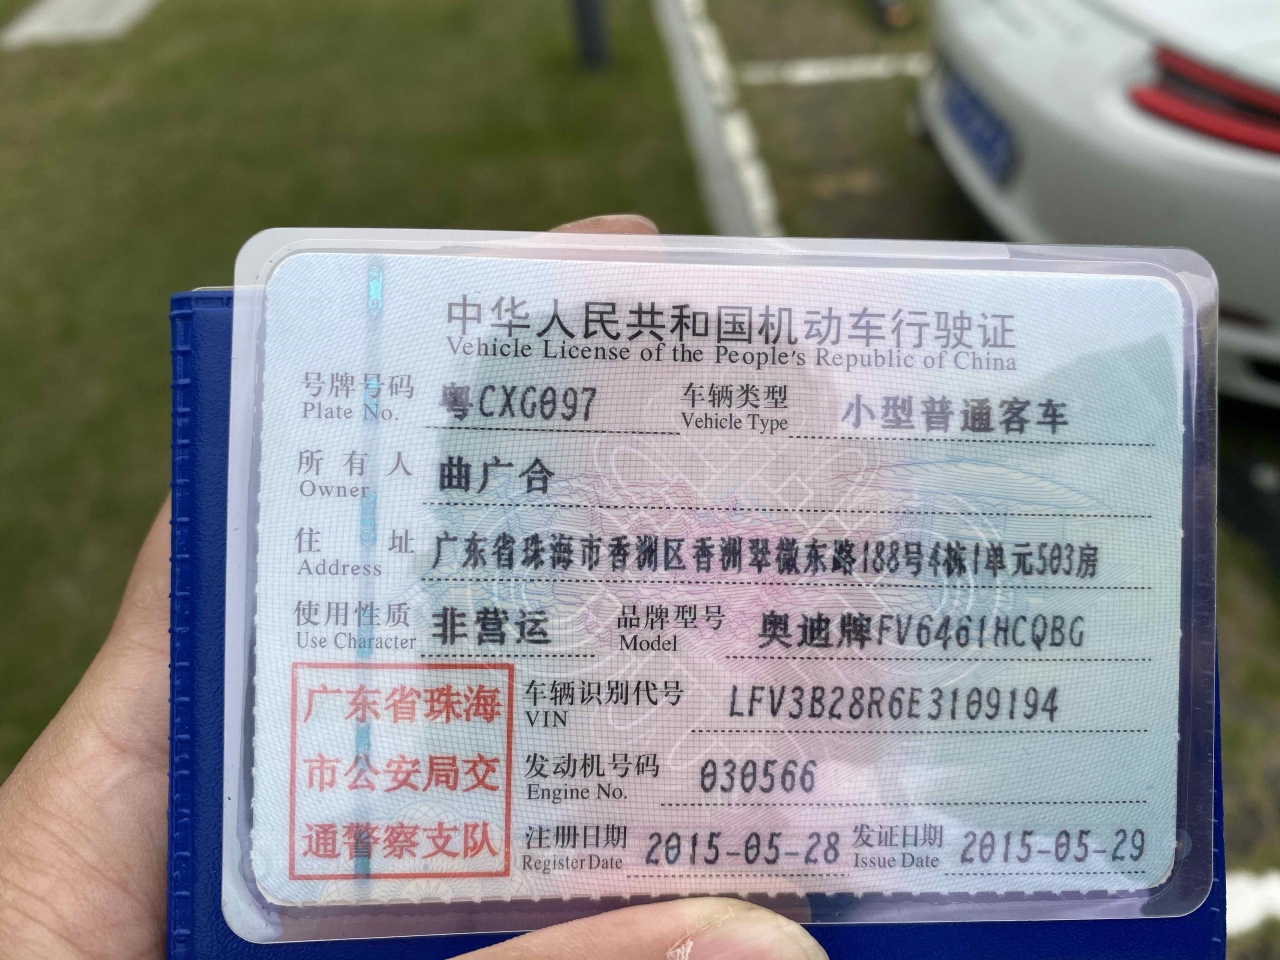 中华人民共和国机动车行驶证
Vehicle License of the People's Republic of China
号牌号码 粤CXG097 车辆类型 小型普通客车
Plate No. Vehicle Type
所有人 曲广合
Owner
住址 广东省珠海市香洲区香洲翠微东路188号4栋1单元503房
Address
使用性质 非营运 品牌型号 奥迪牌FV6461HCQBG
Use Character Model
广东省珠海
市公安局交
通警察支队
车辆识别代号 LFV3B28R6E3109194
VIN
发动机号码 030566
Engine No.
注册日期 2015-05-28 发证日期 2015-05-29
Register Date Issue Date